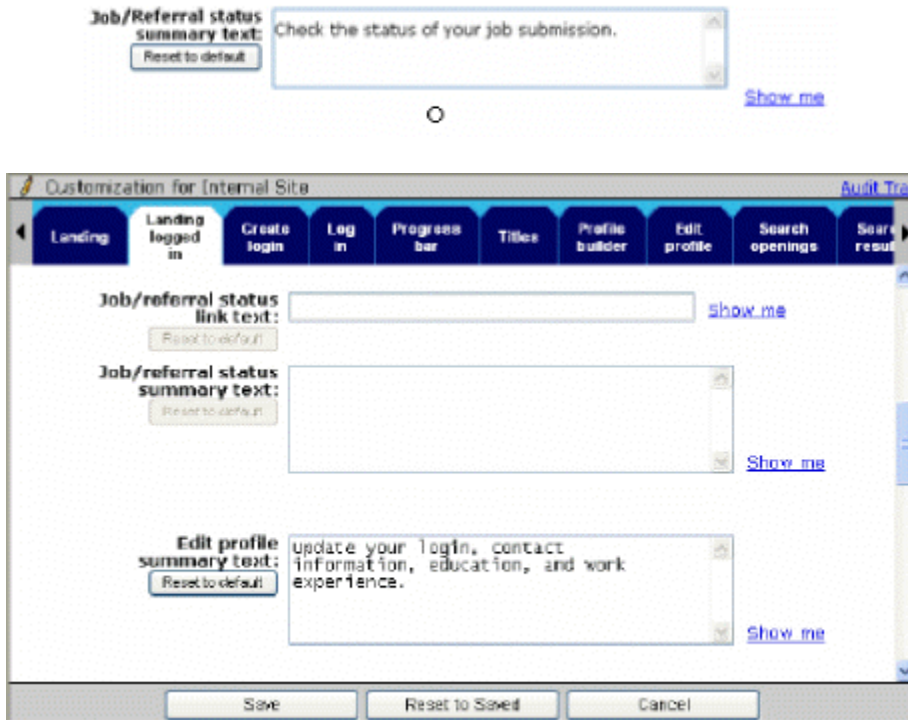 Job/Referral status
summary text:
Check the status of your job submission.
Reset to default
Show me
Customization for Internal Site
Audit Tra
Landing
Landing
logged
in
Create
login
Log
in
Progress
bar
Titles
Profile
builder
Edit
profile
Search
openings
Sear
resul
Job/referral status
link text:
Show me
Reset to default
Job/referral status
summary text:
Reset to default
Show me
Edit profile
summary text:
Reset to default
Update your login, contact
information, education, and work
experience.
Show me
Save
Reset to Saved
Cancel